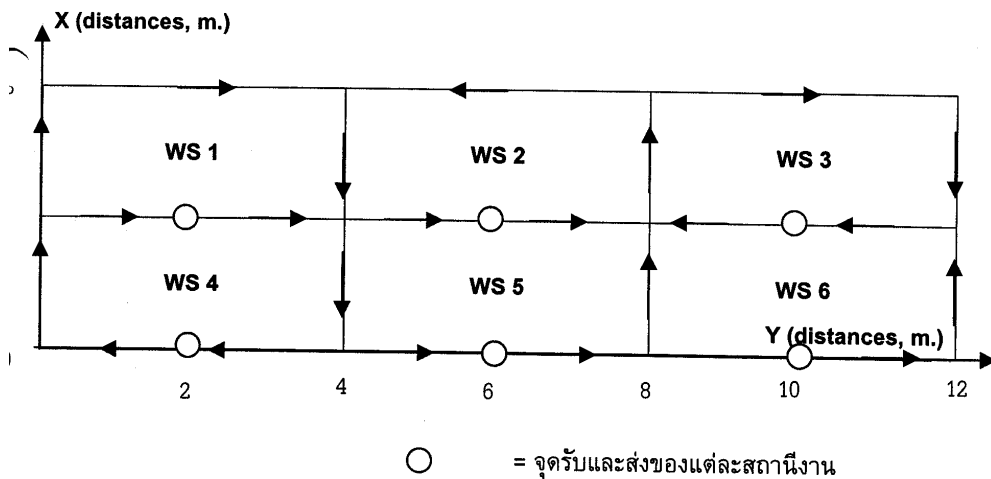 X (distances, m.)
WS 1 WS 2 WS 3
WS 4 WS 5 WS 6
Y (distances, m.)
2 4 6 8 10 12
= จุดรับและส่งของแต่ละสถานีงาน